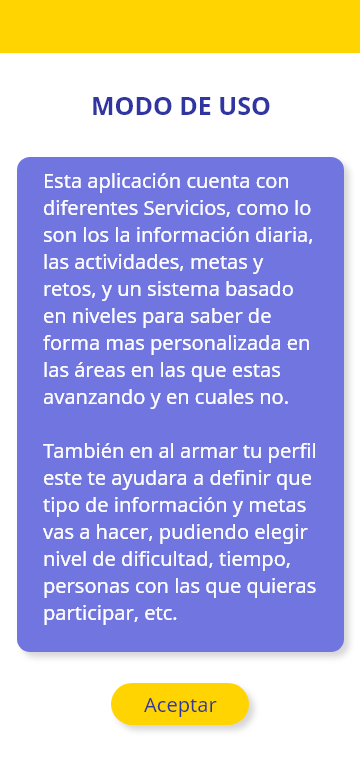 MODO DE USO
Esta aplicación cuenta con
diferentes Servicios, como lo
son los la información diaria,
las actividades, metas y
retos, y un sistema basado
en niveles para saber de
forma mas personalizada en
las áreas en las que estas
avanzando y en cuales no.
También en al armar tu perfil
este te ayudara a definir que
tipo de información y metas
vas a hacer, pudiendo elegir
nivel de dificultad, tiempo,
personas con las que quieras
participar, etc.
Aceptar